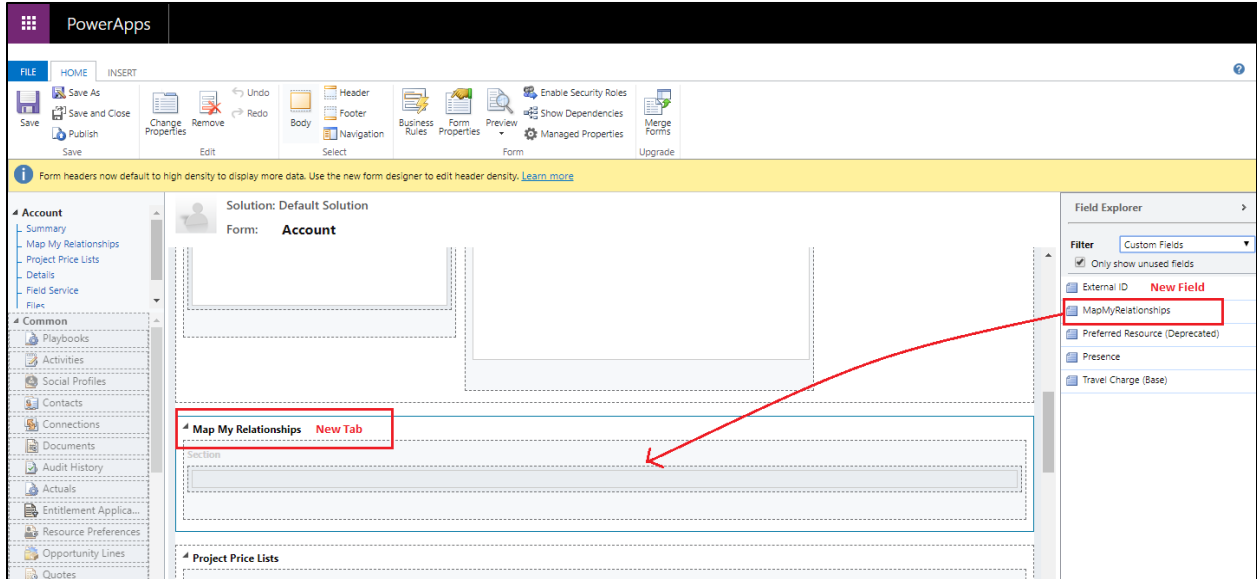 PowerApps
FILE HOME INSERT
Save
Save As
Save and Close
Publish
Save
Change Properties
Remove
Undo
Redo
Edit
Body
Header
Footer
Navigation
Select
Business Rules
Form Properties
Preview
Enable Security Roles
Show Dependencies
Managed Properties
Form
Merge Forms
Upgrade
Form headers now default to high density to display more data. Use the new form designer to edit header density. Learn more
Account
Summary
Map My Relationships
Project Price Lists
Details
Field Service
Files
Common
Playbooks
Activities
Social Profiles
Contacts
Connections
Documents
Audit History
Actuals
Entitlement Applica...
Resource Preferences
Opportunity Lines
Quotes
Solution: Default Solution
Form: Account
Map My Relationships New Tab
Section
Project Price Lists
Field Explorer >
Filter Custom Fields
Only show unused fields
External ID New Field
MapMyRelationships
Preferred Resource (Deprecated)
Presence
Travel Charge (Base)